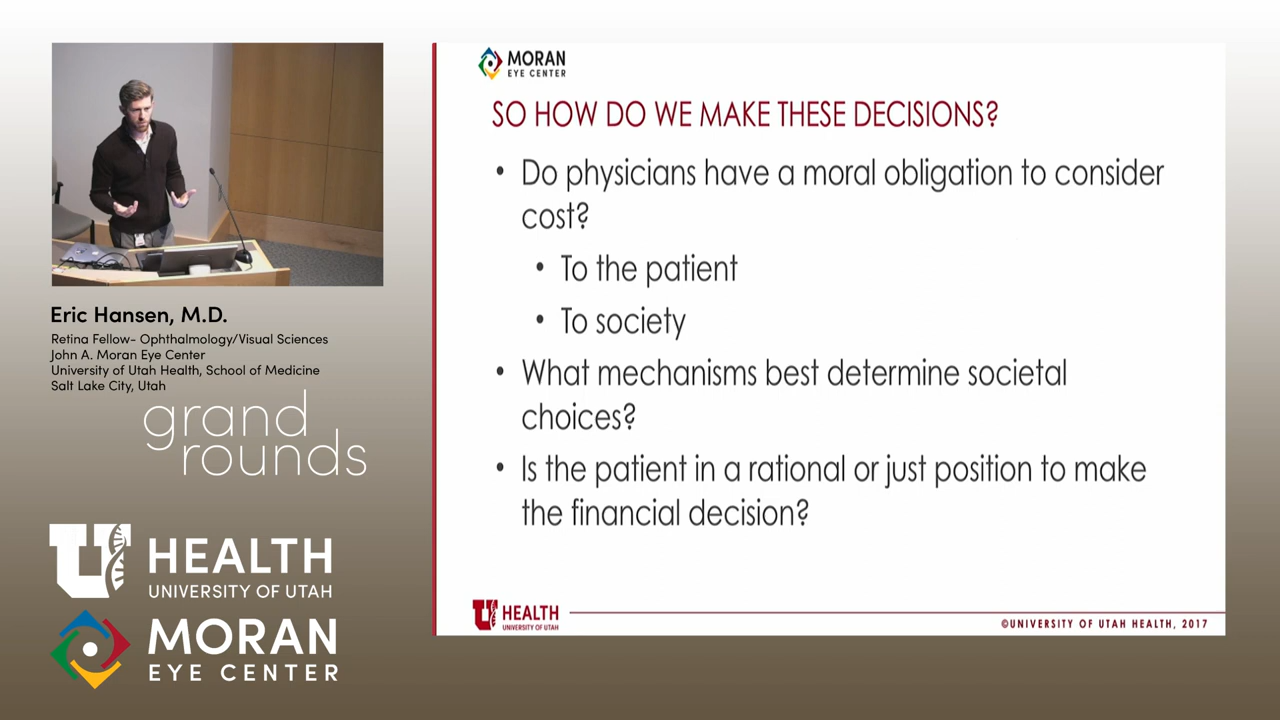 Eric Hansen, M.D.
Retina Fellow- Ophthalmology/Visual Sciences
John A. Moran Eye Center
University of Utah Health, School of Medicine
Salt Lake City, Utah
grand
rounds
U HEALTH
UNIVERSITY OF UTAH
MORAN
EYE CENTER
MORAN
EYE CENTER
SO HOW DO WE MAKE THESE DECISIONS?
• Do physicians have a moral obligation to consider
cost?
• To the patient
• To society
• What mechanisms best determine societal
choices?
• Is the patient in a rational or just position to make
the financial decision?
U HEALTH
UNIVERSITY OF UTAH
©UNIVERSITY OF UTAH HEALTH, 2017